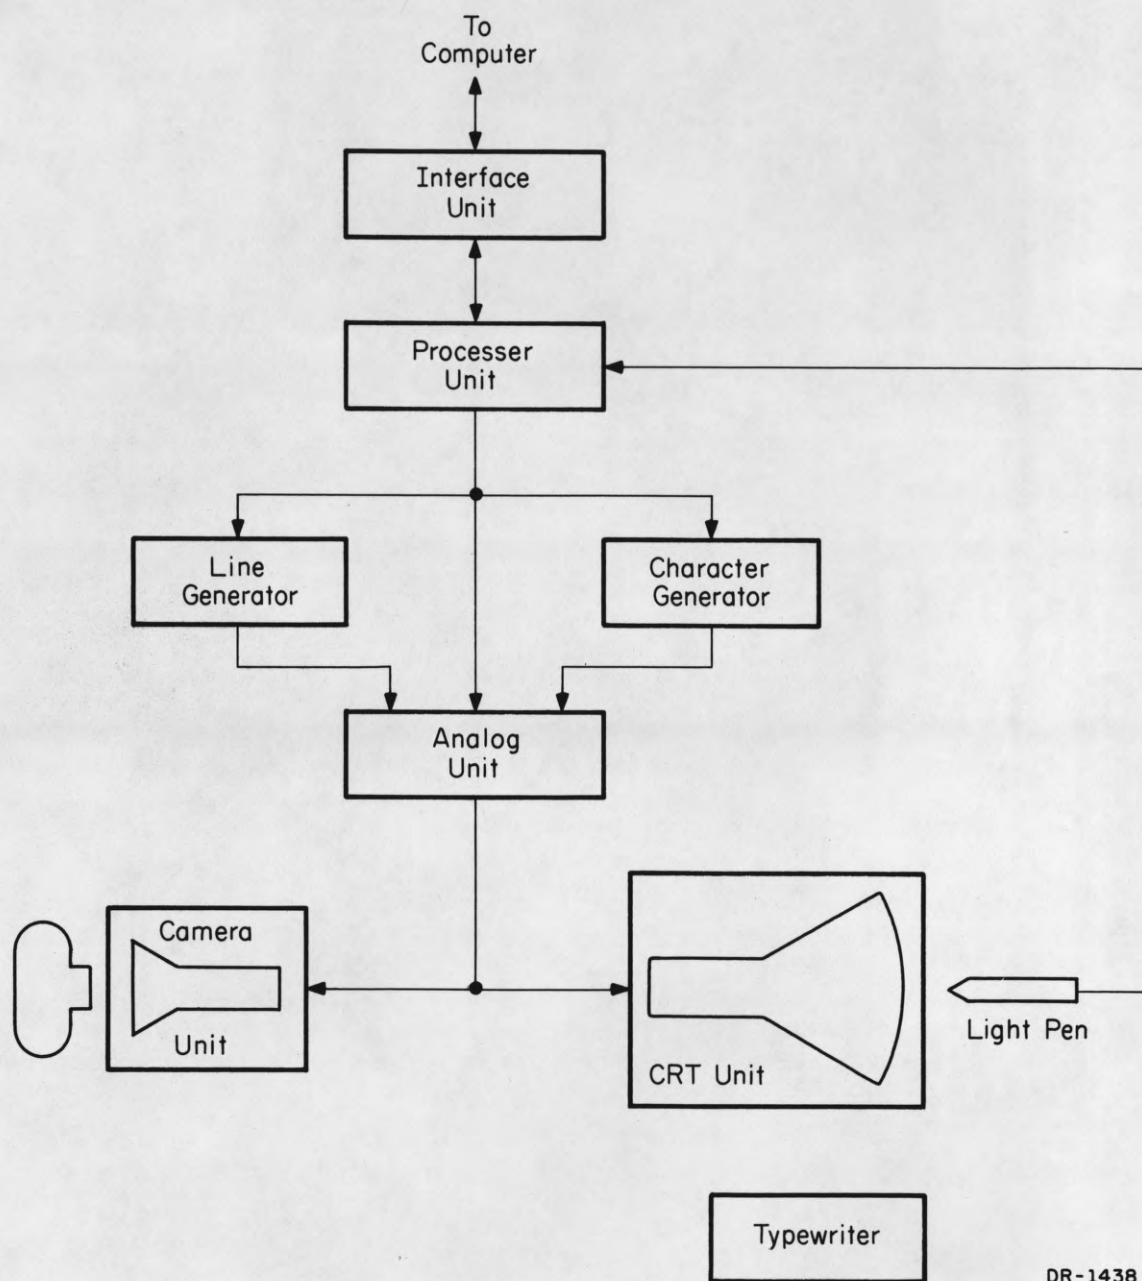 To
Computer
Interface
Unit
Processer
Unit
Line
Generator
Character
Generator
Analog
Unit
Camera
Unit
CRT Unit
Light Pen
Typewriter
DR-1438